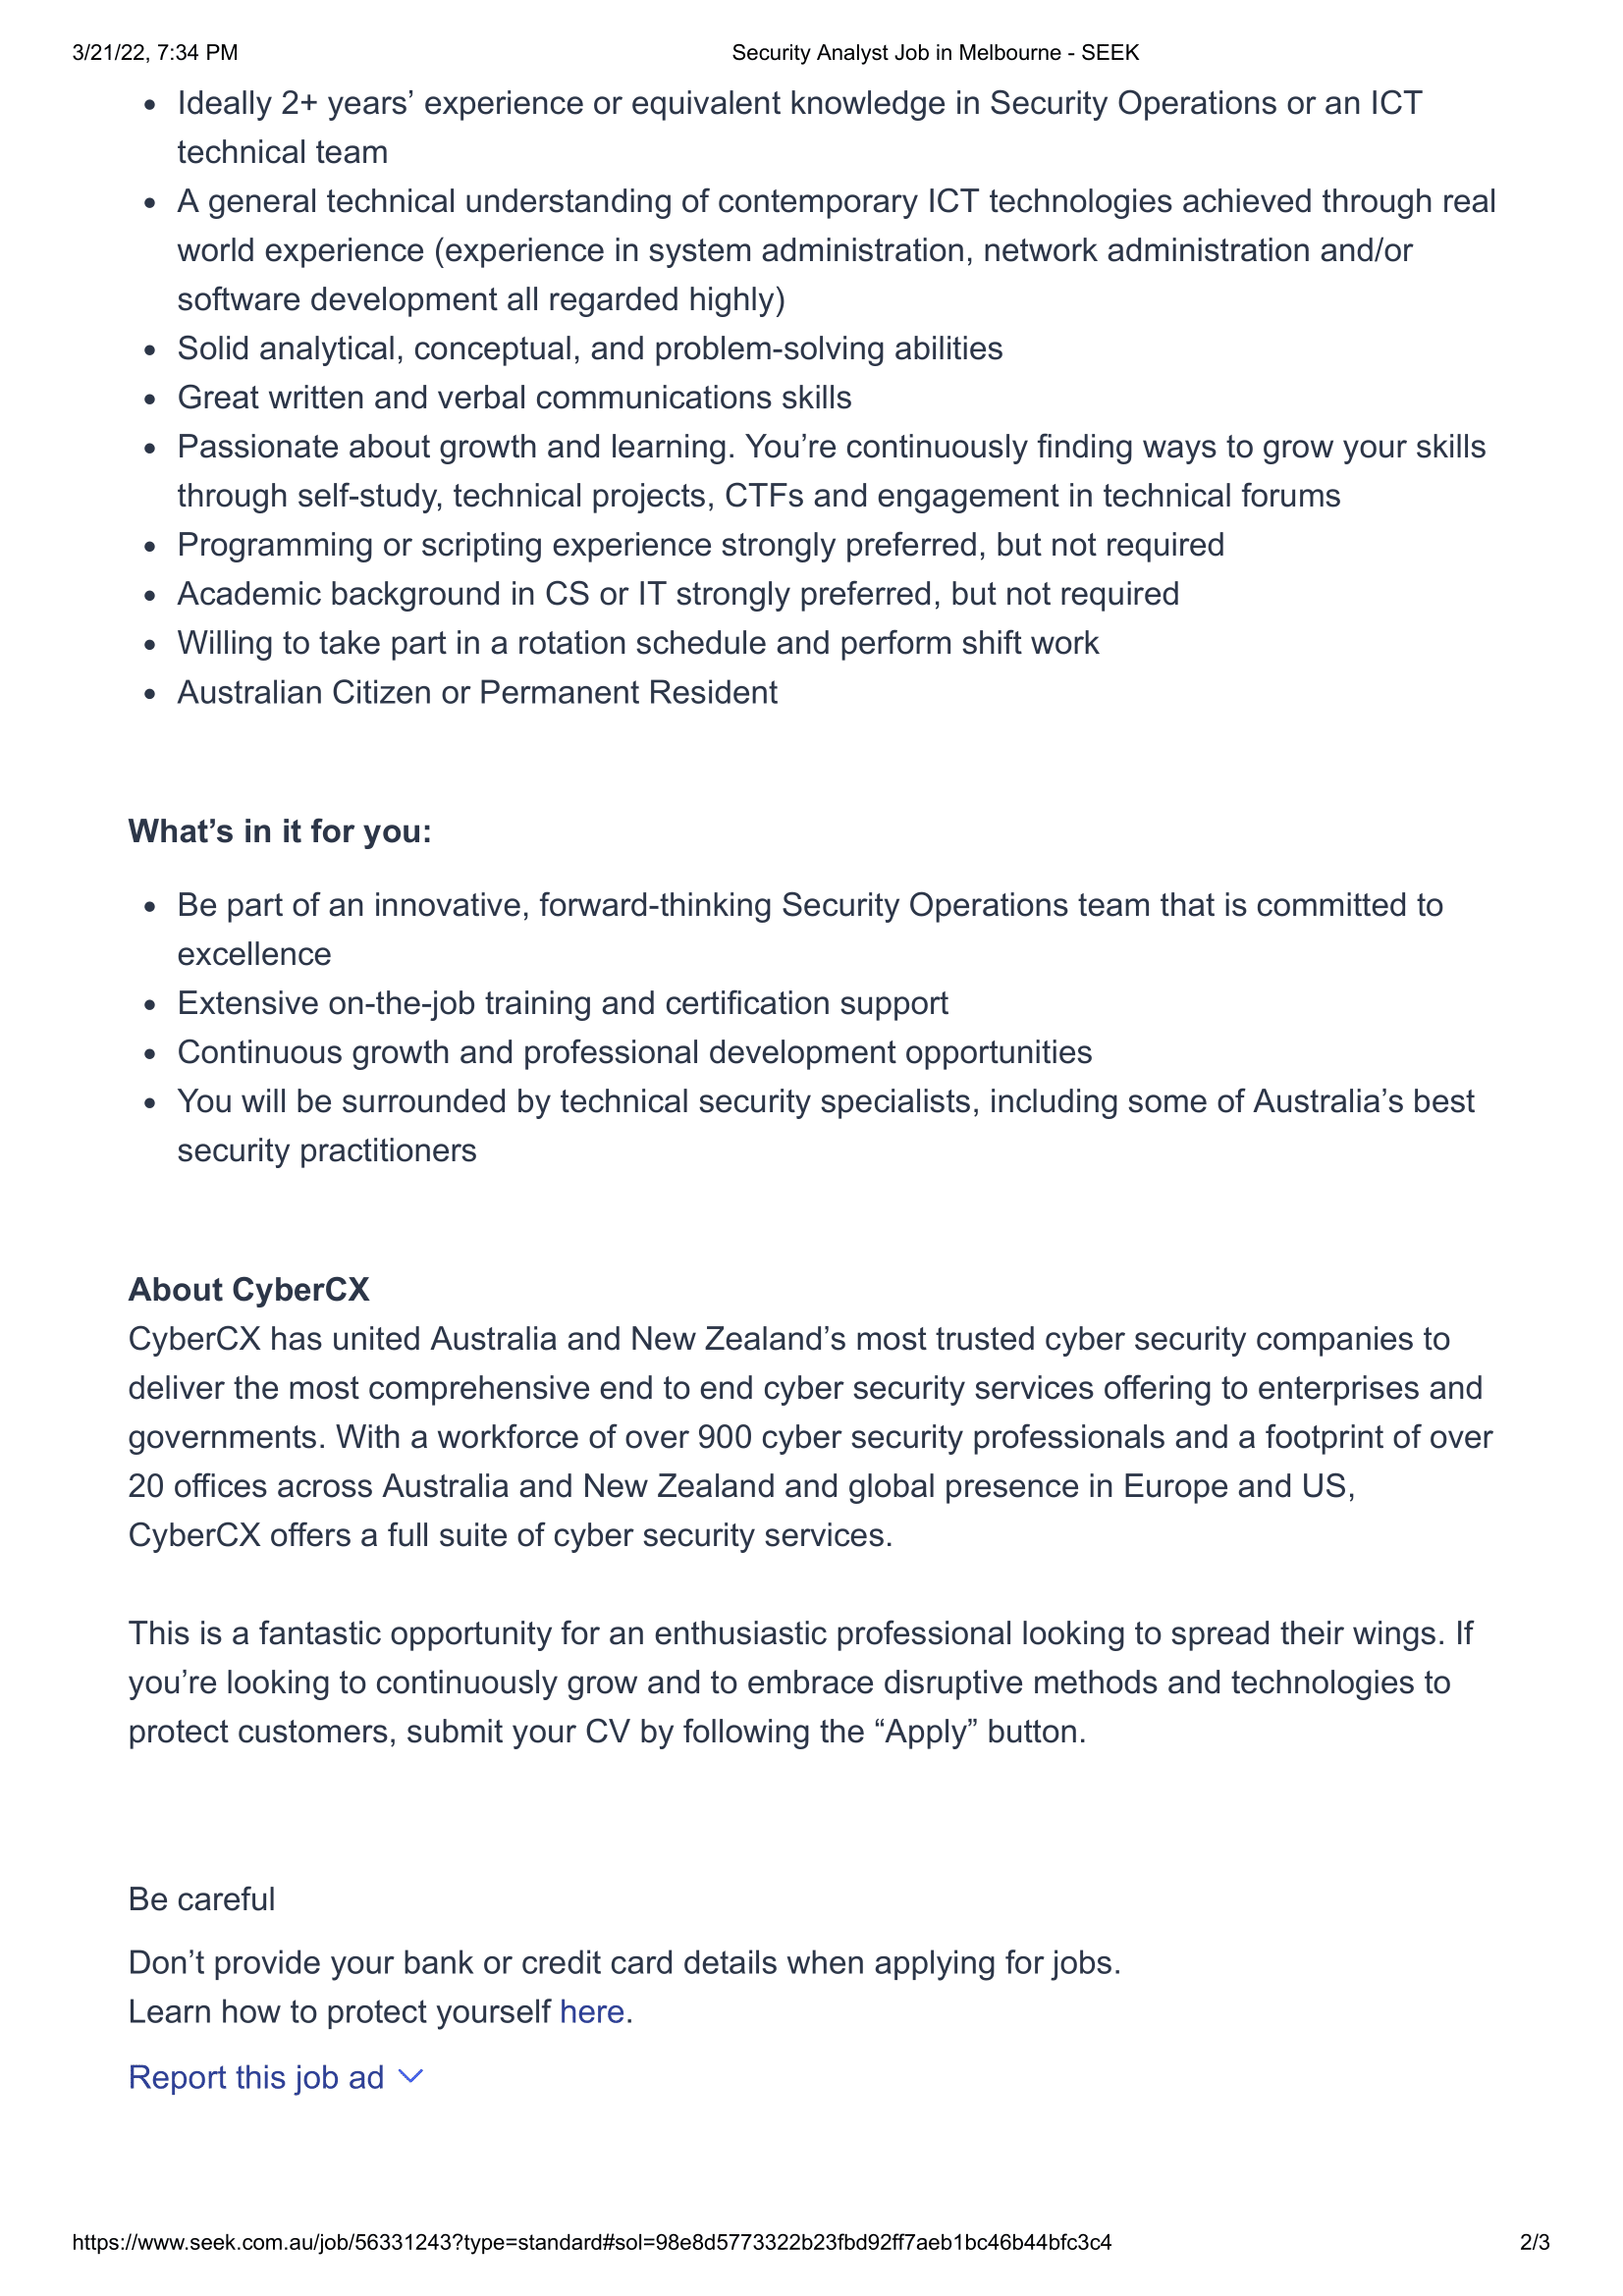 3/21/22, 7:34 PM
Security Analyst Job in Melbourne - SEEK
• Ideally 2+ years’ experience or equivalent knowledge in Security Operations or an ICT
technical team
• A general technical understanding of contemporary ICT technologies achieved through real
world experience (experience in system administration, network administration and/or
software development all regarded highly)
• Solid analytical, conceptual, and problem-solving abilities
• Great written and verbal communications skills
• Passionate about growth and learning. You’re continuously finding ways to grow your skills
through self-study, technical projects, CTFs and engagement in technical forums
• Programming or scripting experience strongly preferred, but not required
• Academic background in CS or IT strongly preferred, but not required
• Willing to take part in a rotation schedule and perform shift work
• Australian Citizen or Permanent Resident
What’s in it for you:
• Be part of an innovative, forward-thinking Security Operations team that is committed to
excellence
• Extensive on-the-job training and certification support
• Continuous growth and professional development opportunities
• You will be surrounded by technical security specialists, including some of Australia’s best
security practitioners
About CyberCX
CyberCX has united Australia and New Zealand’s most trusted cyber security companies to
deliver the most comprehensive end to end cyber security services offering to enterprises and
governments. With a workforce of over 900 cyber security professionals and a footprint of over
20 offices across Australia and New Zealand and global presence in Europe and US,
CyberCX offers a full suite of cyber security services.
This is a fantastic opportunity for an enthusiastic professional looking to spread their wings. If
you’re looking to continuously grow and to embrace disruptive methods and technologies to
protect customers, submit your CV by following the “Apply” button.
Be careful
Don’t provide your bank or credit card details when applying for jobs.
Learn how to protect yourself here.
Report this job ad
https://www.seek.com.au/job/56331243?type=standard#sol=98e8d5773322b23fbd92ff7aeb1bc46b44bfc3c4
2/3